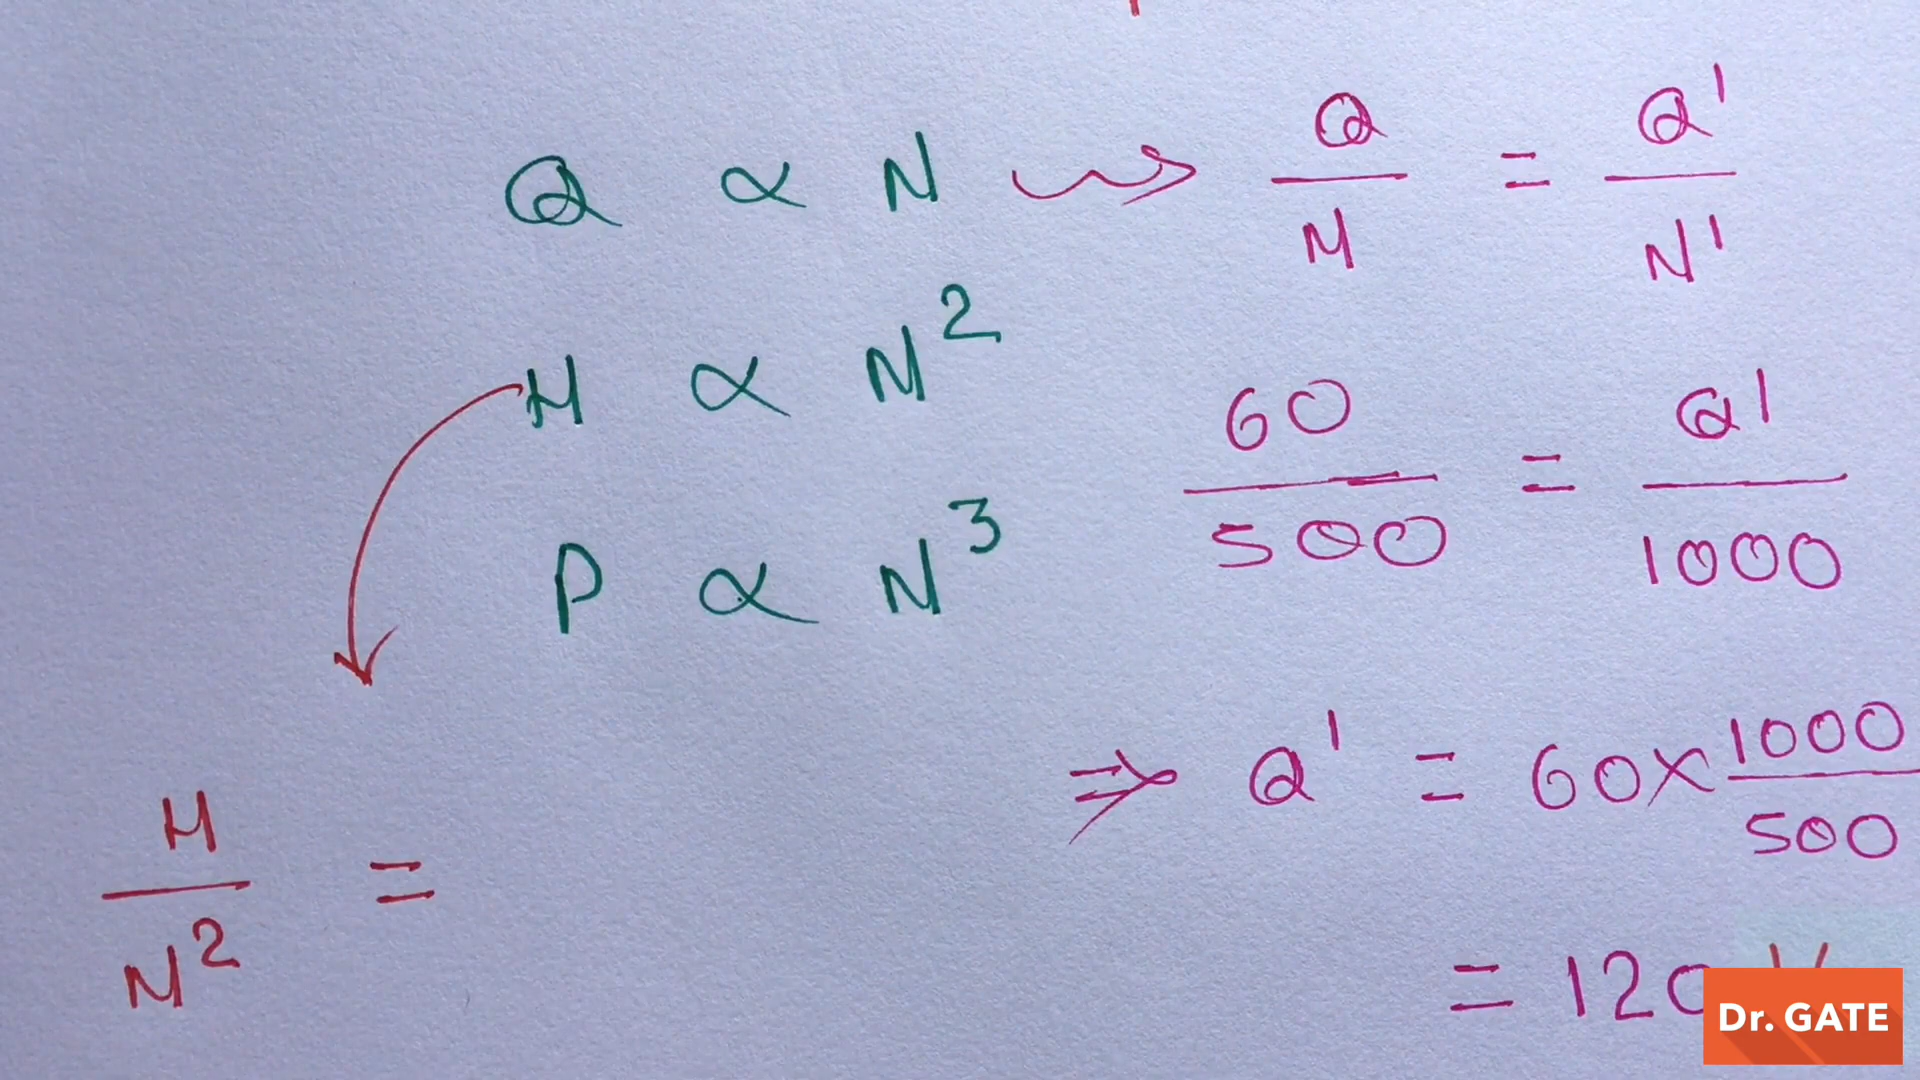 Q ∝ N ⇝ Q/N = Q'/N'
H ∝ N²
60/500 = Q'/1000
P ∝ N³
⇒ Q' = 60 × 1000/500
H/N² =
= 120
Dr. GATE